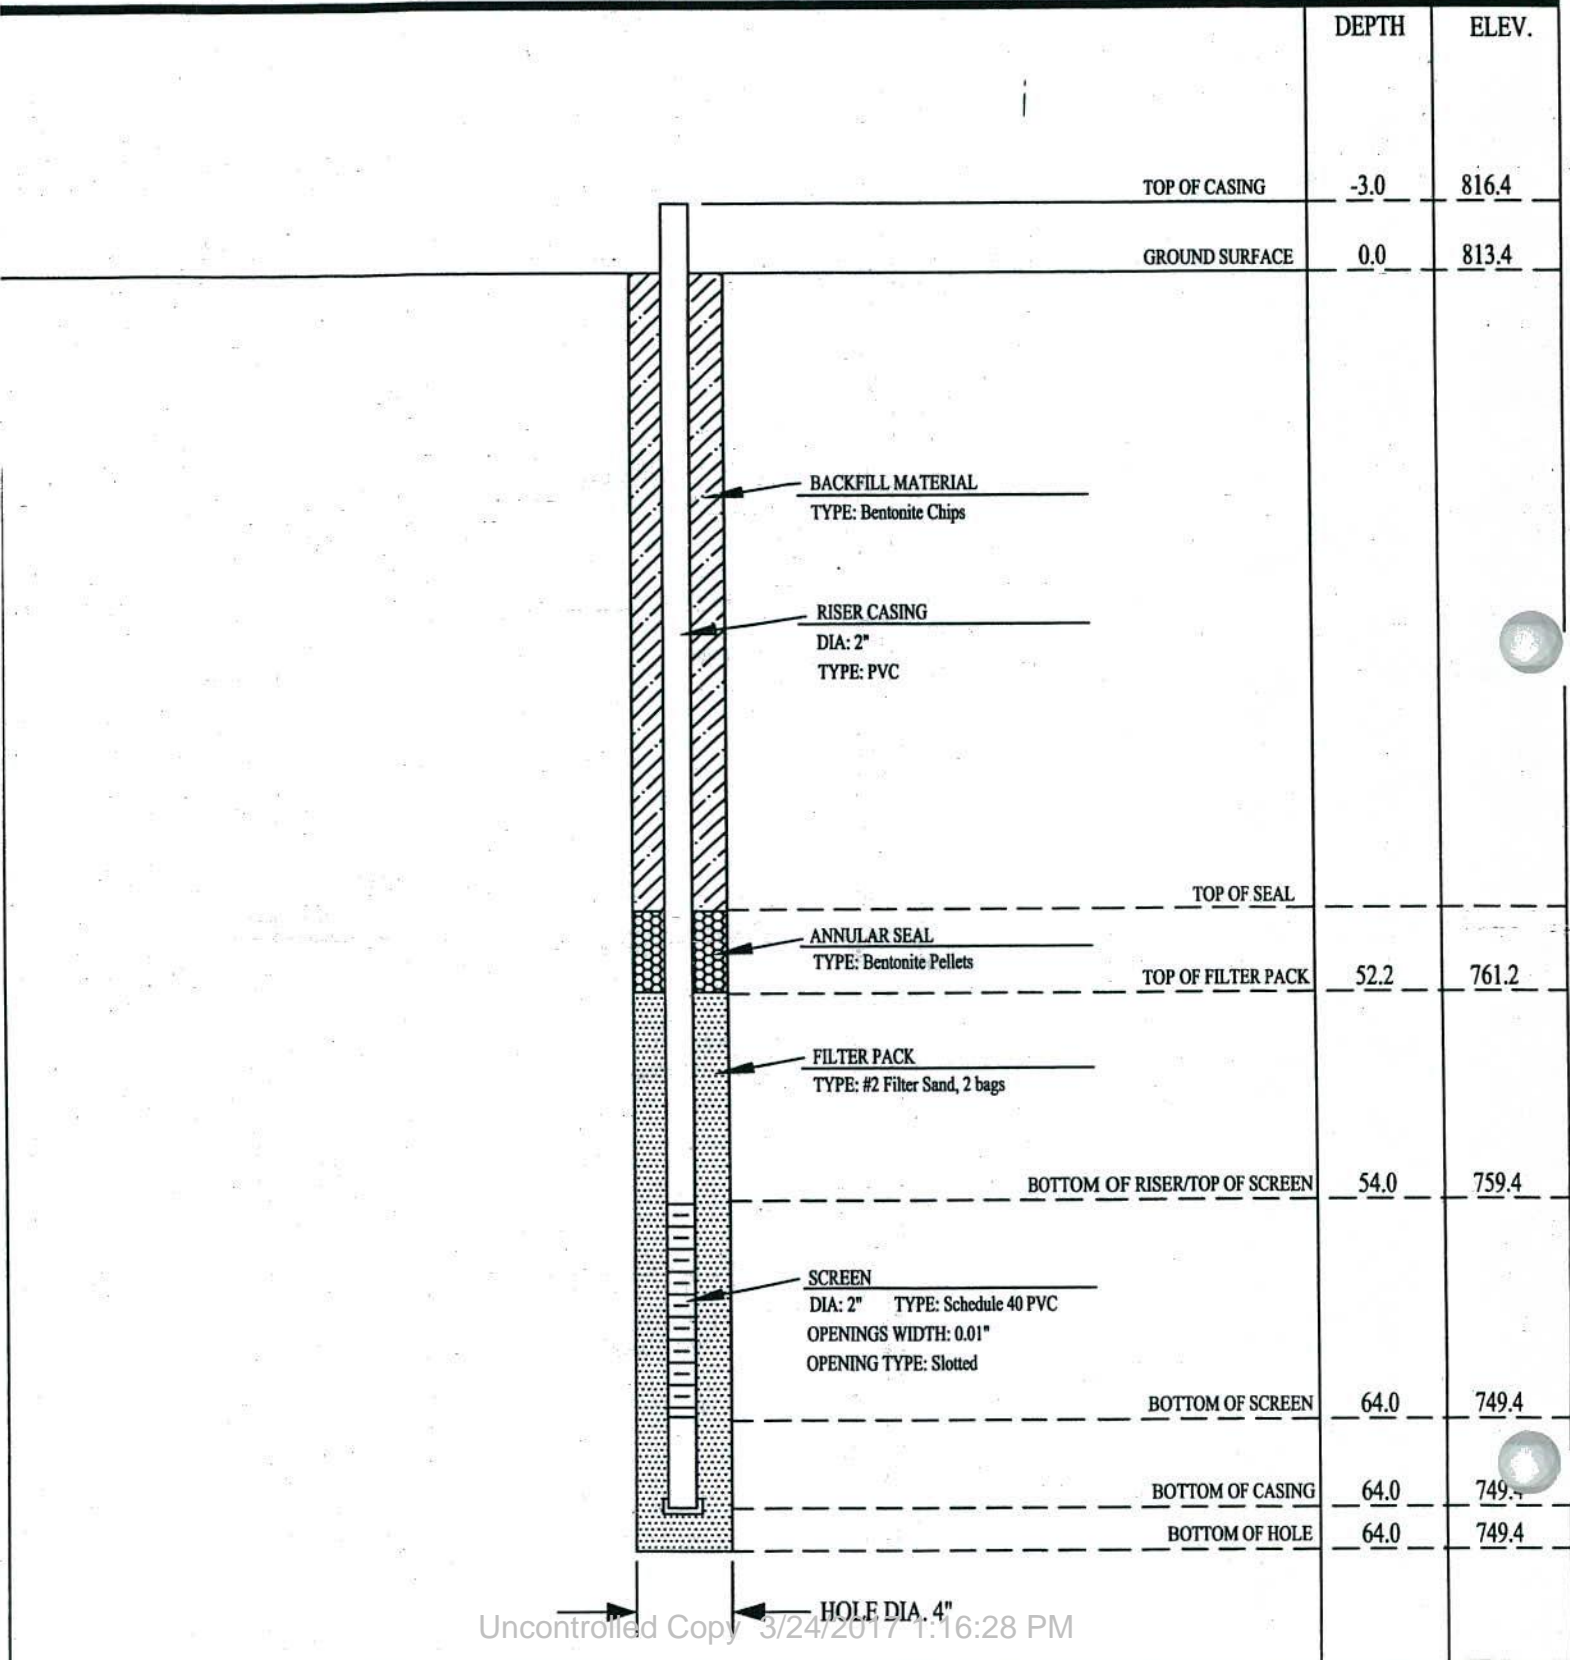 DEPTH ELEV.
TOP OF CASING -3.0 816.4
GROUND SURFACE 0.0 813.4
BACKFILL MATERIAL
TYPE: Bentonite Chips
RISER CASING
DIA: 2"
TYPE: PVC
TOP OF SEAL
ANNULAR SEAL
TYPE: Bentonite Pellets
TOP OF FILTER PACK 52.2 761.2
FILTER PACK
TYPE: #2 Filter Sand, 2 bags
BOTTOM OF RISER/TOP OF SCREEN 54.0 759.4
SCREEN
DIA: 2" TYPE: Schedule 40 PVC
OPENINGS WIDTH: 0.01"
OPENING TYPE: Slotted
BOTTOM OF SCREEN 64.0 749.4
BOTTOM OF CASING 64.0 749.4
BOTTOM OF HOLE 64.0 749.4
HOLE DIA. 4"
Uncontrolled Copy 3/24/2017 1:16:28 PM